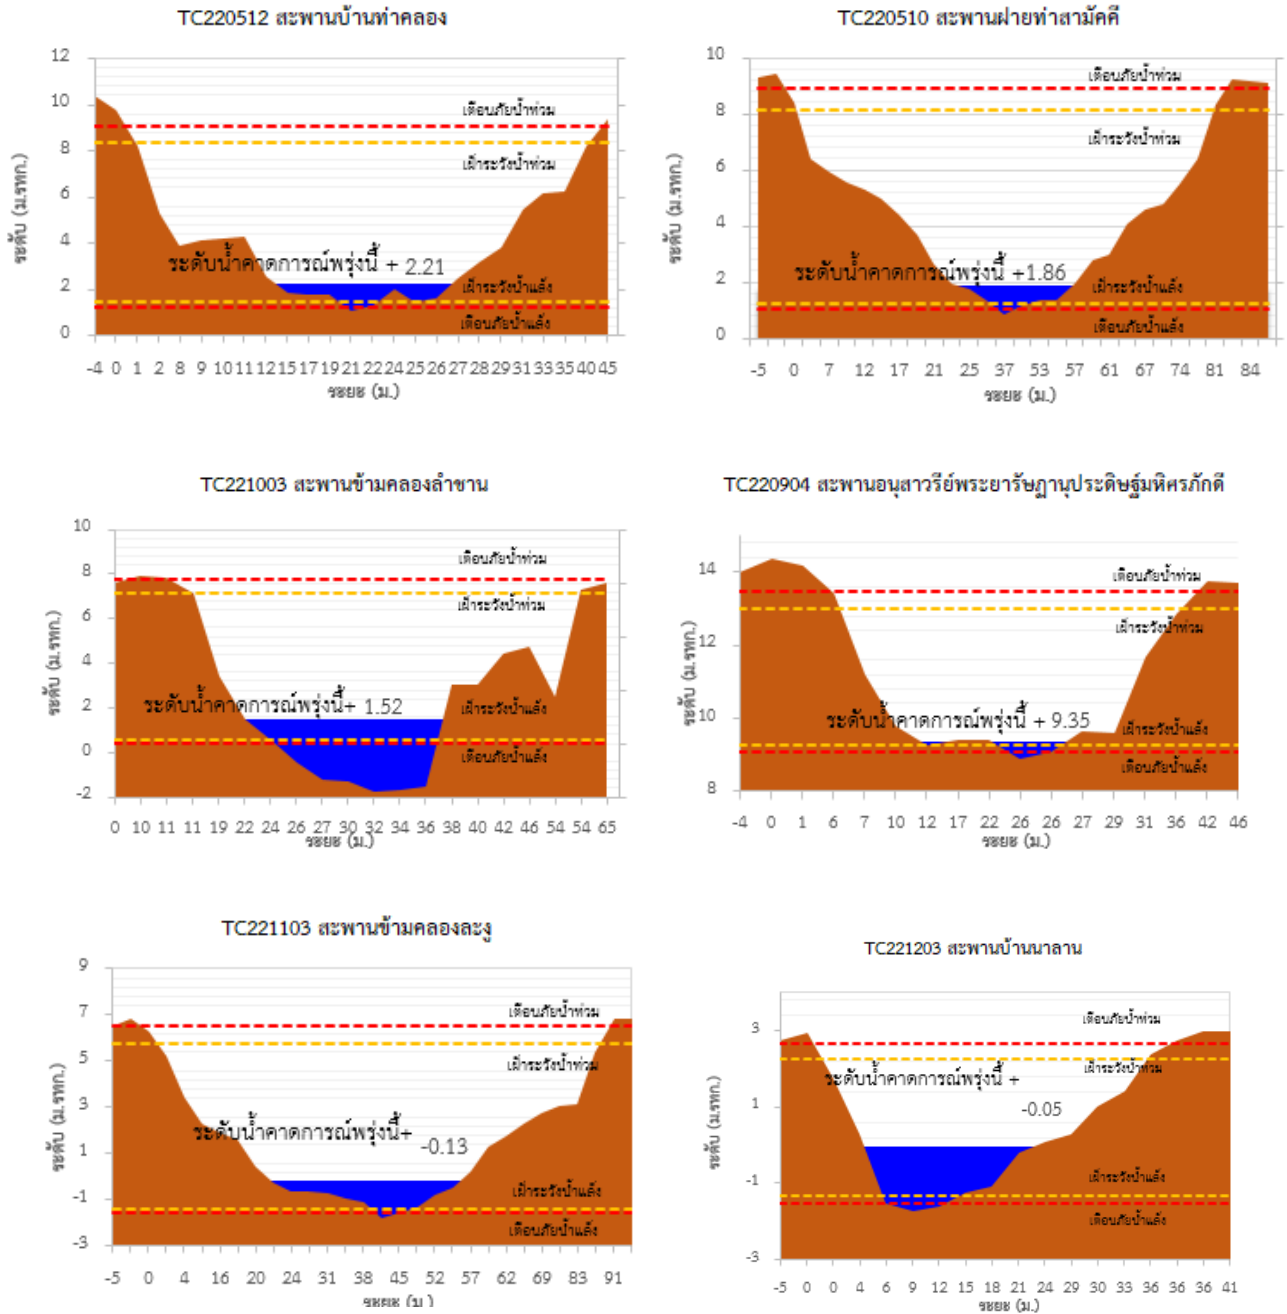 TC220512 สะพานบ้านท่าคลอง
12
10
8
6
4
2
0
ระดับ (ม.รทก.)
เตือนภัยน้ำท่วม
เฝ้าระวังน้ำท่วม
ระดับน้ำคาดการณ์พรุ่งนี้ + 2.21
เฝ้าระวังน้ำแล้ง
เตือนภัยน้ำแล้ง
-4 0 1 2 8 9 10 11 12 15 17 19 21 22 24 25 26 27 28 29 31 33 35 40 45
ระยะ (ม.)
TC220510 สะพานฝายท่าสามัคคี
10
8
6
4
2
0
ระดับ (ม.รทก.)
เตือนภัยน้ำท่วม
เฝ้าระวังน้ำท่วม
ระดับน้ำคาดการณ์พรุ่งนี้ +1.86
เฝ้าระวังน้ำแล้ง
เตือนภัยน้ำแล้ง
-5 0 7 12 17 21 25 37 53 57 61 67 74 81 84
ระยะ (ม.)
TC221003 สะพานข้ามคลองลำชาน
10
8
6
4
2
0
-2
ระดับ (ม.รทก.)
เตือนภัยน้ำท่วม
เฝ้าระวังน้ำท่วม
ระดับน้ำคาดการณ์พรุ่งนี้+ 1.52
เฝ้าระวังน้ำแล้ง
เตือนภัยน้ำแล้ง
0 10 11 11 19 22 24 26 27 30 32 34 36 38 40 42 46 54 54 65
ระยะ (ม.)
TC220904 สะพานอนุสาวรีย์พระยารัษฏานุประดิษฐ์มหิศรภักดี
14
12
10
8
ระดับ (ม.รทก.)
เตือนภัยน้ำท่วม
เฝ้าระวังน้ำท่วม
ระดับน้ำคาดการณ์พรุ่งนี้ + 9.35
เฝ้าระวังน้ำแล้ง
เตือนภัยน้ำแล้ง
-4 0 1 6 7 10 12 17 22 26 26 27 29 31 36 42 46
ระยะ (ม.)
TC221103 สะพานข้ามคลองละงู
9
7
5
3
1
-1
-3
ระดับ (ม.รทก.)
เตือนภัยน้ำท่วม
เฝ้าระวังน้ำท่วม
ระดับน้ำคาดการณ์พรุ่งนี้+ -0.13
เฝ้าระวังน้ำแล้ง
เตือนภัยน้ำแล้ง
-5 0 4 16 20 24 31 38 45 52 57 62 69 83 91
ระยะ (ม.)
TC221203 สะพานบ้านนาลาน
3
1
-1
-3
ระดับ (ม.รทก.)
เตือนภัยน้ำท่วม
เฝ้าระวังน้ำท่วม
ระดับน้ำคาดการณ์พรุ่งนี้ +
-0.05
เฝ้าระวังน้ำแล้ง
เตือนภัยน้ำแล้ง
-5 0 0 4 6 9 12 15 18 21 24 29 30 33 36 36 38 41
ระยะ (ม.)